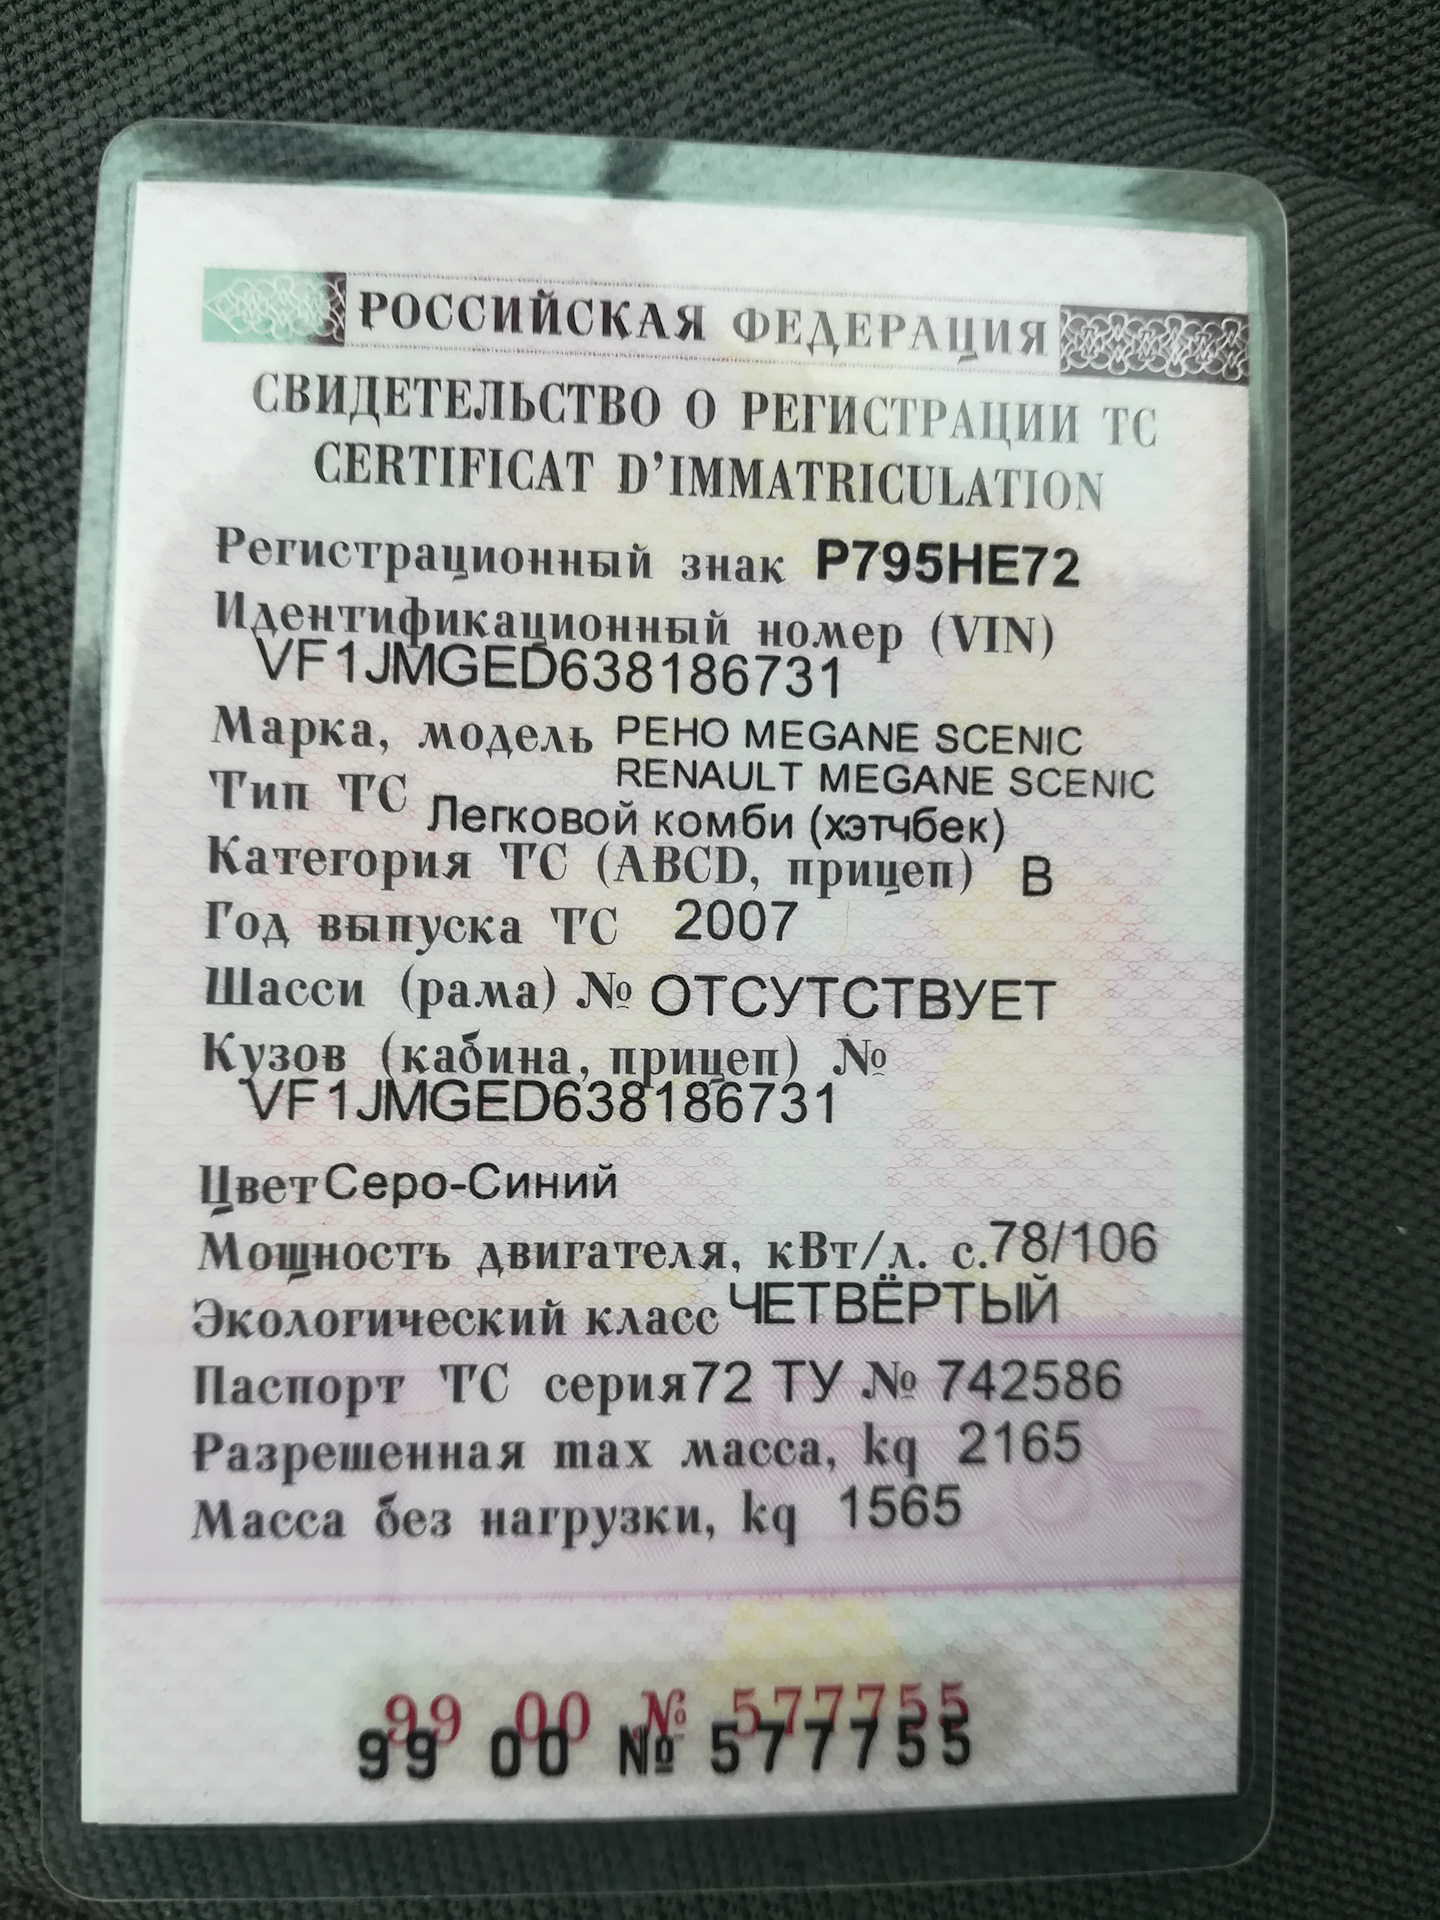 РОССИЙСКАЯ ФЕДЕРАЦИЯ
СВИДЕТЕЛЬСТВО О РЕГИСТРАЦИИ ТС
CERTIFICAT D'IMMATRICULATION
Регистрационный знак Р795НЕ72
Идентификационный номер (VIN)
VF1JMGED638186731
Марка, модель РЕНО MEGANE SCENIC
RENAULT MEGANE SCENIC
Тип ТС Легковой комби (хэтчбек)
Категория ТС (ABCD, прицеп) B
Год выпуска ТС 2007
Шасси (рама) № ОТСУТСТВУЕТ
Кузов (кабина, прицеп) №
VF1JMGED638186731
Цвет Серо-Синий
Мощность двигателя, кВт/л. с. 78/106
Экологический класс ЧЕТВЁРТЫЙ
Паспорт ТС серия 72 ТУ № 742586
Разрешенная max масса, kg 2165
Масса без нагрузки, kg 1565
99 00 № 577755
99 00 № 577755